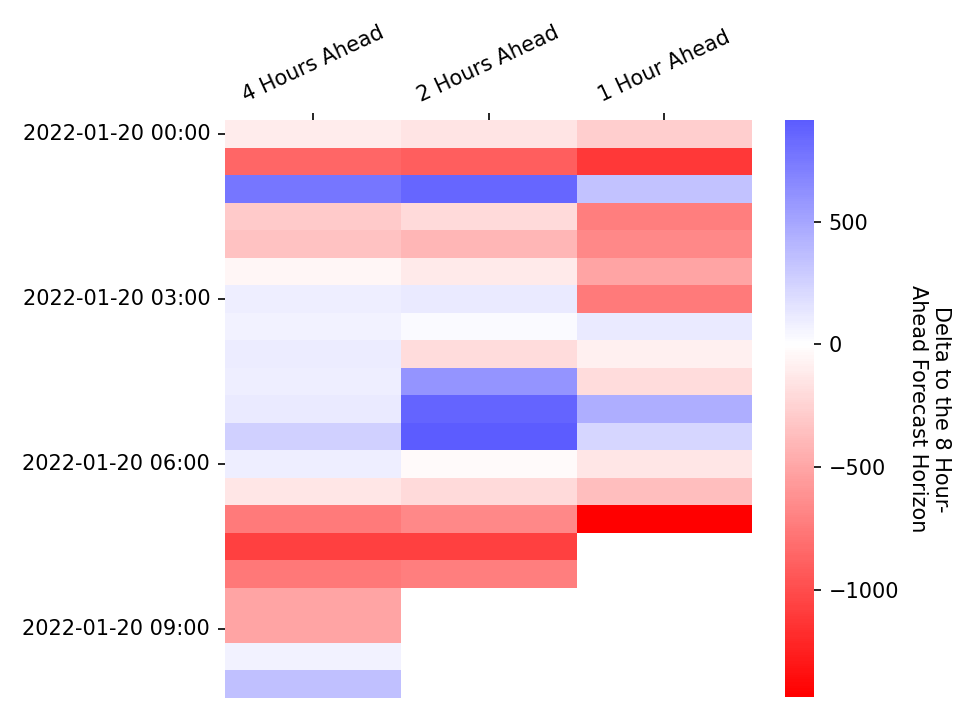 4 Hours Ahead
2 Hours Ahead
1 Hour Ahead
2022-01-20 00:00
2022-01-20 03:00
2022-01-20 06:00
2022-01-20 09:00
500
0
−500
−1000
Delta to the 8 Hour-
Ahead Forecast Horizon